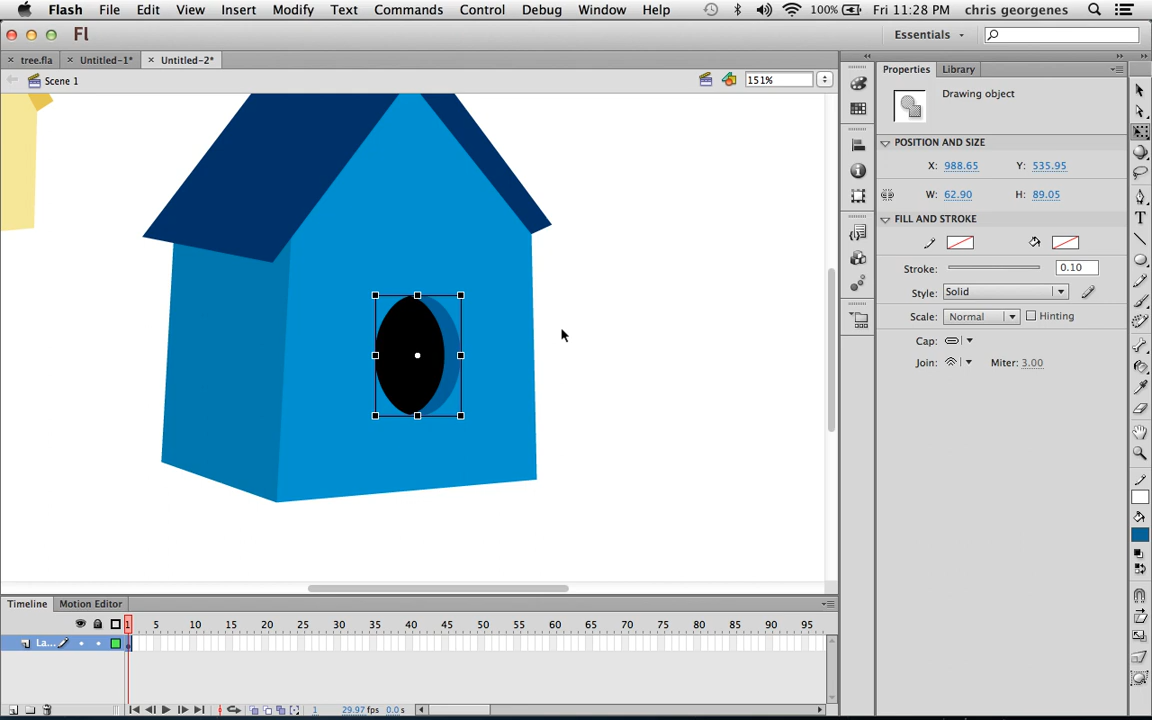 Flash File Edit View Insert Modify Text Commands Control Debug Window Help 100% Fri 11:28 PM chris georgenes
Fl Essentials
× tree.fla × Untitled-1* × Untitled-2*
Scene 1 151%
Properties Library
Drawing object
POSITION AND SIZE
X: 988.65 Y: 535.95
W: 62.90 H: 89.05
FILL AND STROKE
Stroke: 0.10
Style: Solid
Scale: Normal Hinting
Cap:
Join: Miter: 3.00
T
Timeline Motion Editor
1 5 10 15 20 25 30 35 40 45 50 55 60 65 70 75 80 85 90 95
La...
1 29.97 fps 0.0 s